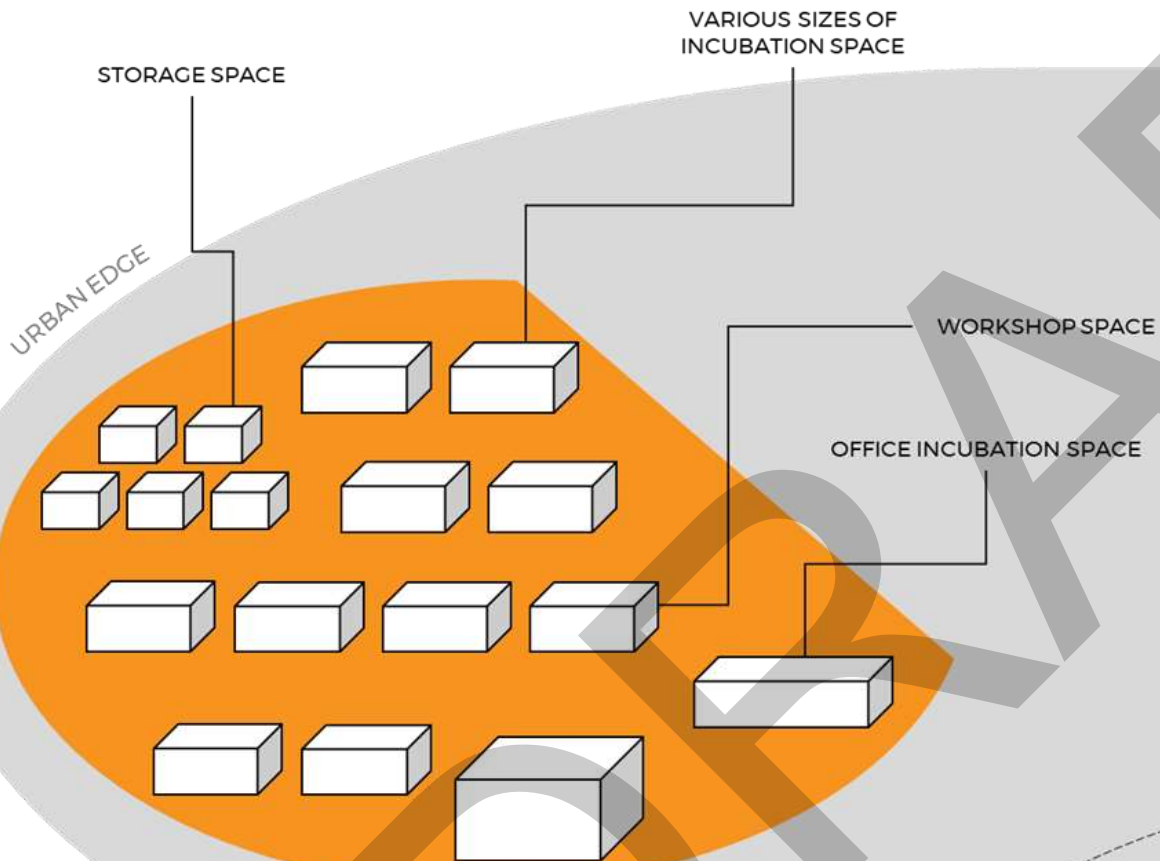 VARIOUS SIZES OF
INCUBATION SPACE
STORAGE SPACE
URBAN EDGE
WORKSHOP SPACE
OFFICE INCUBATION SPACE